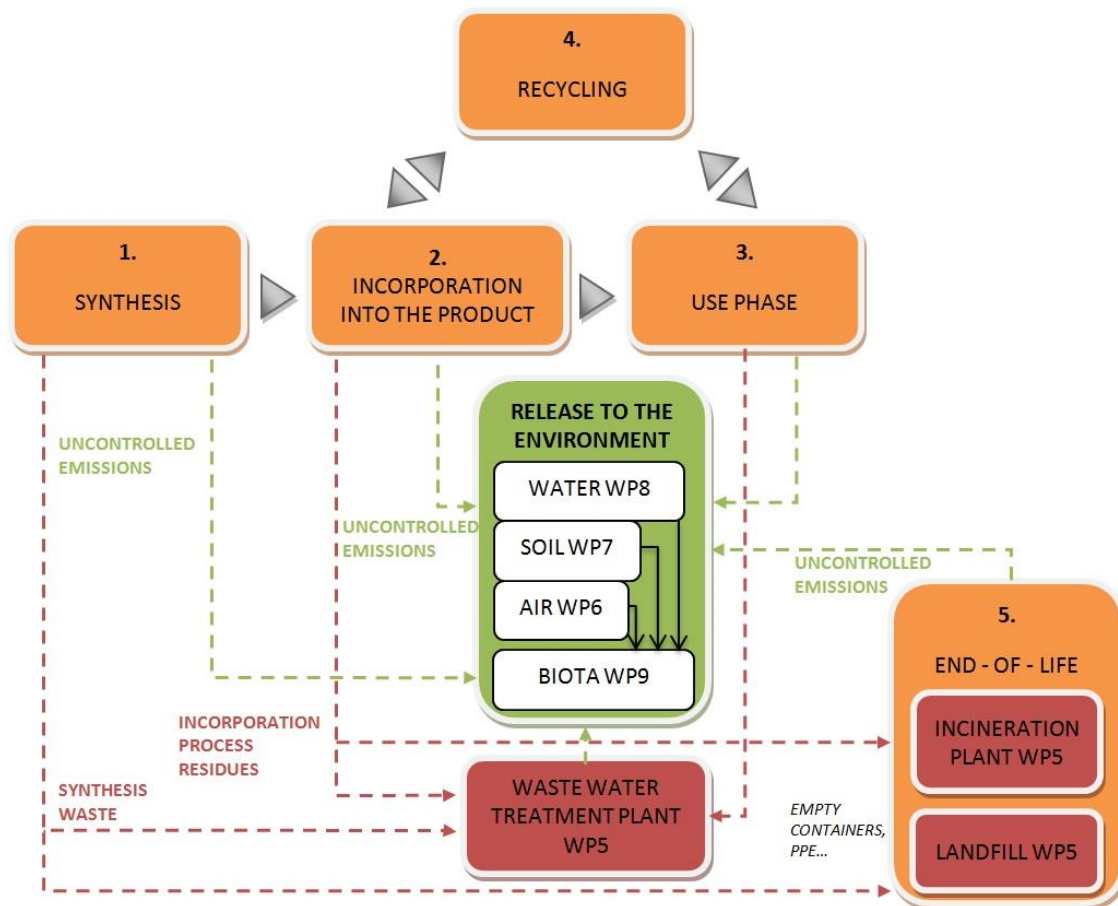 4.
RECYCLING
1.
SYNTHESIS
2.
INCORPORATION
INTO THE PRODUCT
3.
USE PHASE
UNCONTROLLED
EMISSIONS
RELEASE TO THE
ENVIRONMENT
WATER WP8
SOIL WP7
AIR WP6
BIOTA WP9
UNCONTROLLED
EMISSIONS
UNCONTROLLED
EMISSIONS
5.
END - OF - LIFE
INCINERATION
PLANT WP5
LANDFILL WP5
INCORPORATION
PROCESS
RESIDUES
SYNTHESIS
WASTE
WASTE WATER
TREATMENT PLANT
WP5
EMPTY
CONTAINERS,
PPE...